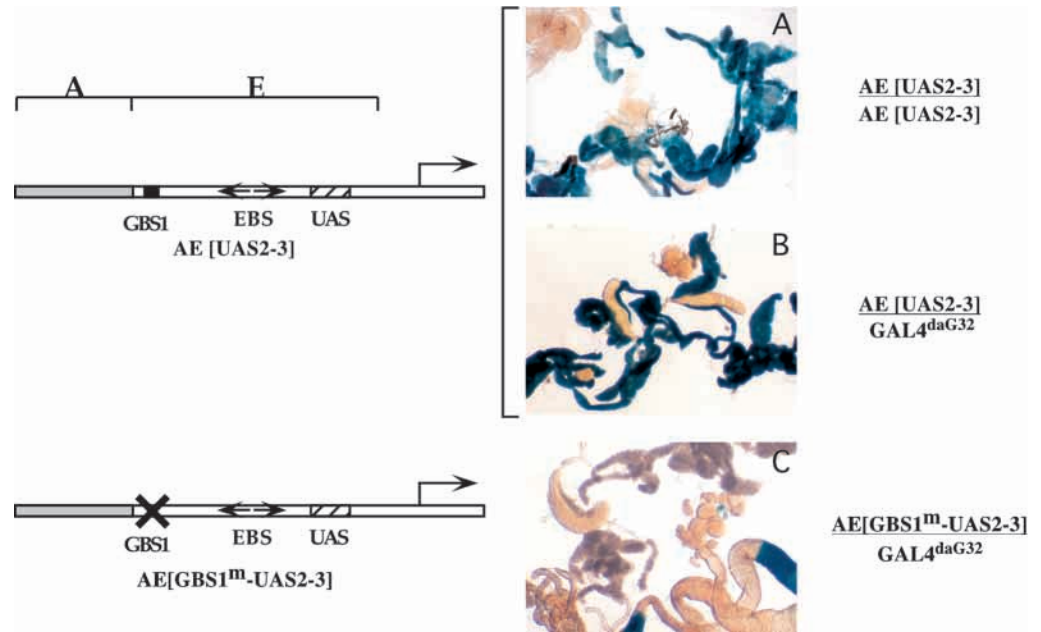 A E
GBS1 EBS UAS
AE [UAS2-3]
GBS1 EBS UAS
AE[GBS1ᵐ-UAS2-3]
A
AE [UAS2-3]
AE [UAS2-3]
B
AE [UAS2-3]
GAL4ᵈᵃᴳ³²
C
AE[GBS1ᵐ-UAS2-3]
GAL4ᵈᵃᴳ³²